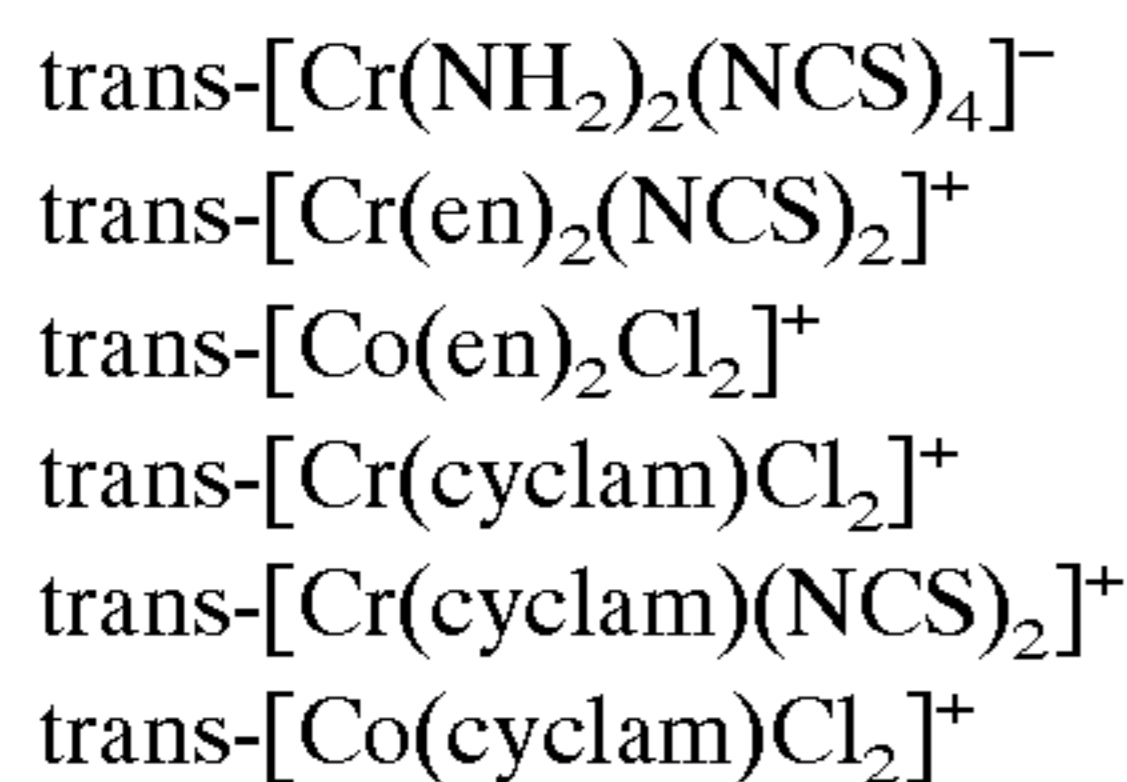 trans-[Cr(NH₂)₂(NCS)₄]⁻
trans-[Cr(en)₂(NCS)₂]⁺
trans-[Co(en)₂Cl₂]⁺
trans-[Cr(cyclam)Cl₂]⁺
trans-[Cr(cyclam)(NCS)₂]⁺
trans-[Co(cyclam)Cl₂]⁺